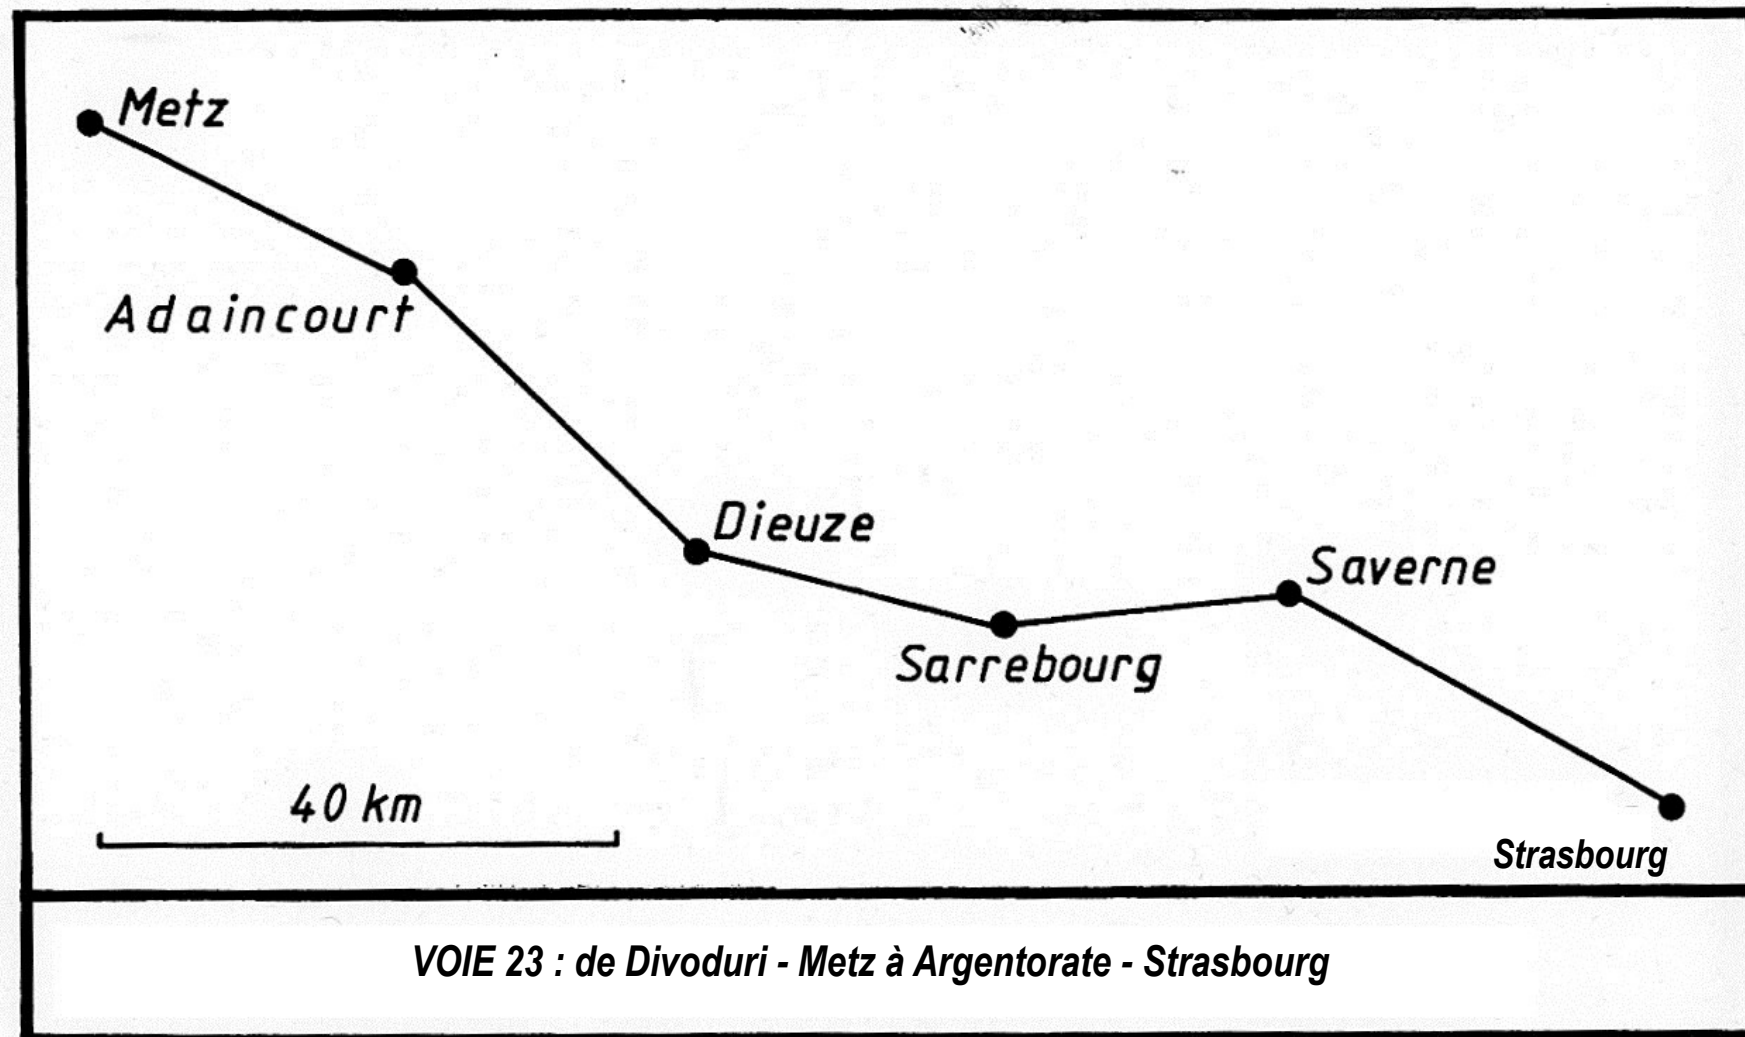 Metz
Adaincourt
Dieuze
Saverne
Sarrebourg
40 km
Strasbourg
VOIE 23 : de Divoduri - Metz à Argentorate - Strasbourg